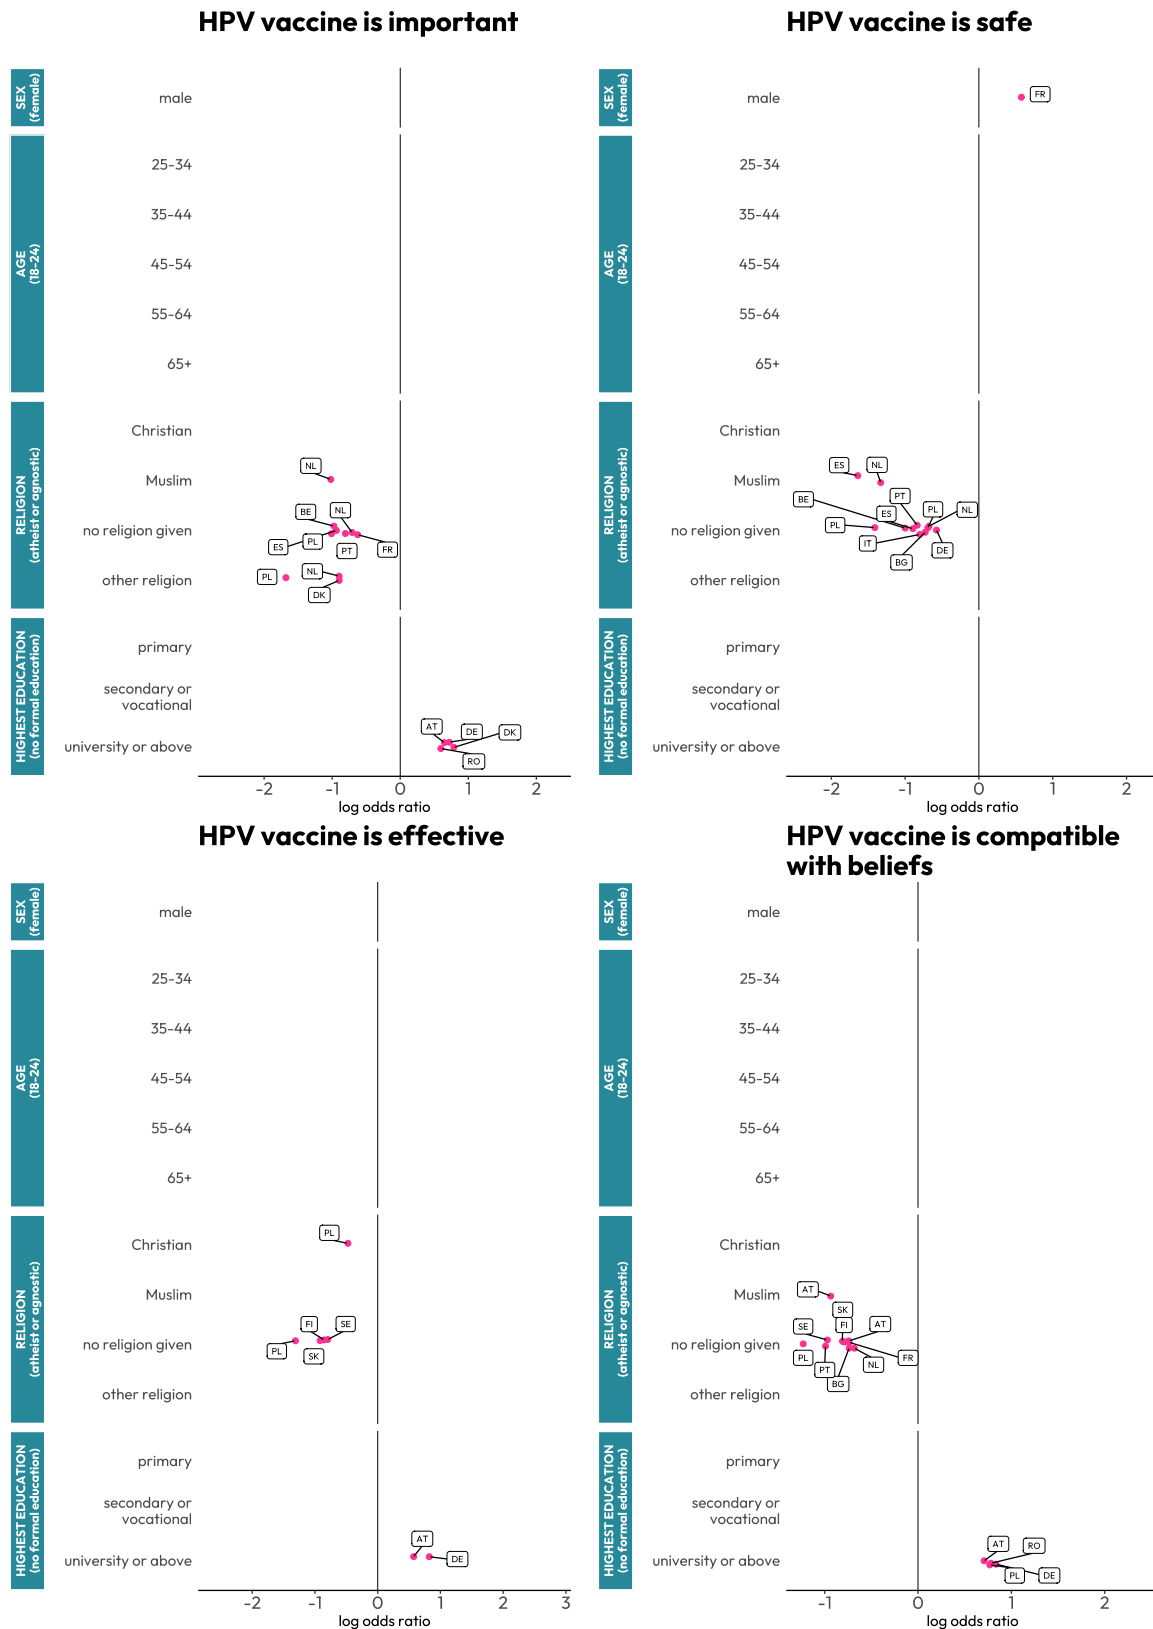 HPV vaccine is important
SEX
(female)
male
AGE
(18-24)
25-34
35-44
45-54
55-64
65+
RELIGION
(atheist or agnostic)
Christian
Muslim
NL
no religion given
BE
NL
ES
PL
PT
FR
other religion
PL
NL
DK
HIGHEST EDUCATION
(no formal education)
primary
secondary or
vocational
university or above
AT
DE
DK
RO
-2 -1 0 1 2
log odds ratio
HPV vaccine is safe
SEX
(female)
male
FR
AGE
(18-24)
25-34
35-44
45-54
55-64
65+
RELIGION
(atheist or agnostic)
Christian
Muslim
ES
NL
no religion given
BE
PT
ES
PL
NL
PL
IT
BG
DE
other religion
HIGHEST EDUCATION
(no formal education)
primary
secondary or
vocational
university or above
-2 -1 0 1 2
log odds ratio
HPV vaccine is effective
SEX
(female)
male
AGE
(18-24)
25-34
35-44
45-54
55-64
65+
RELIGION
(atheist or agnostic)
Christian
PL
Muslim
no religion given
FI
SE
PL
SK
other religion
HIGHEST EDUCATION
(no formal education)
primary
secondary or
vocational
university or above
AT
DE
-2 -1 0 1 2 3
log odds ratio
HPV vaccine is compatible
with beliefs
SEX
(female)
male
AGE
(18-24)
25-34
35-44
45-54
55-64
65+
RELIGION
(atheist or agnostic)
Christian
Muslim
AT
no religion given
SK
SE
FI
AT
PL
PT
BG
NL
FR
other religion
HIGHEST EDUCATION
(no formal education)
primary
secondary or
vocational
university or above
AT
RO
PL
DE
-1 0 1 2
log odds ratio